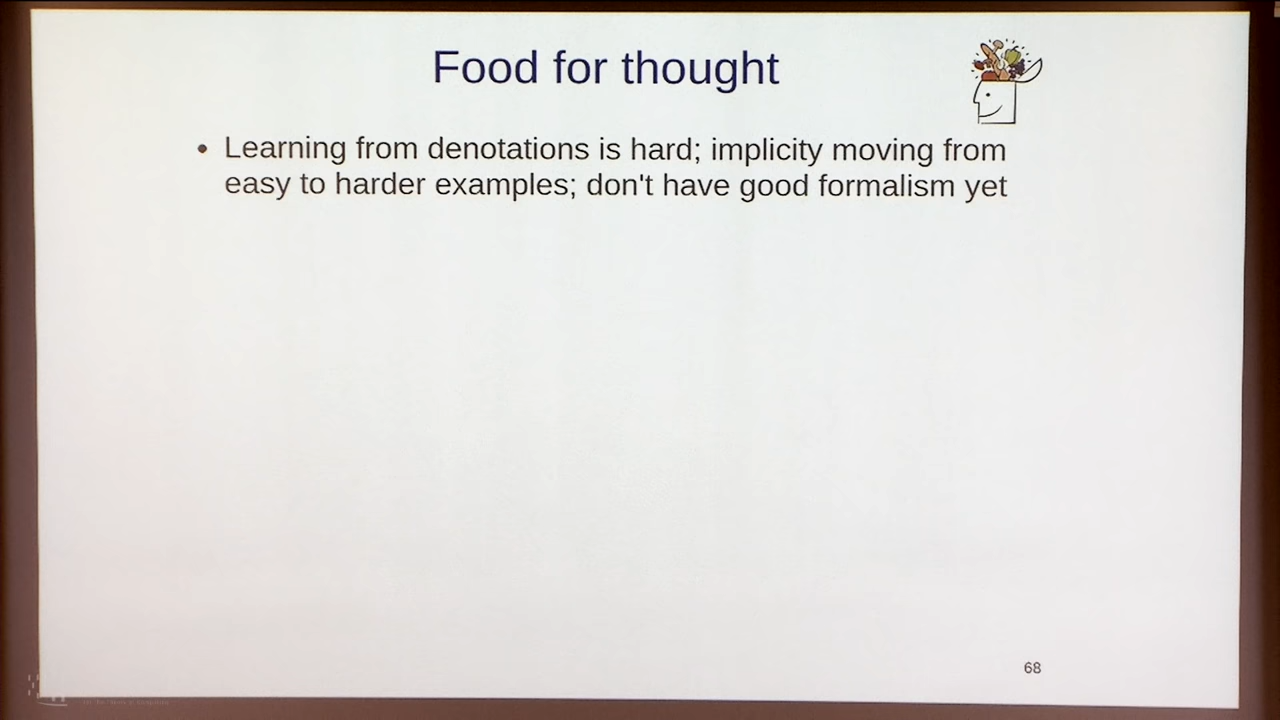 Food for thought
• Learning from denotations is hard; implicity moving from
easy to harder examples; don't have good formalism yet
68